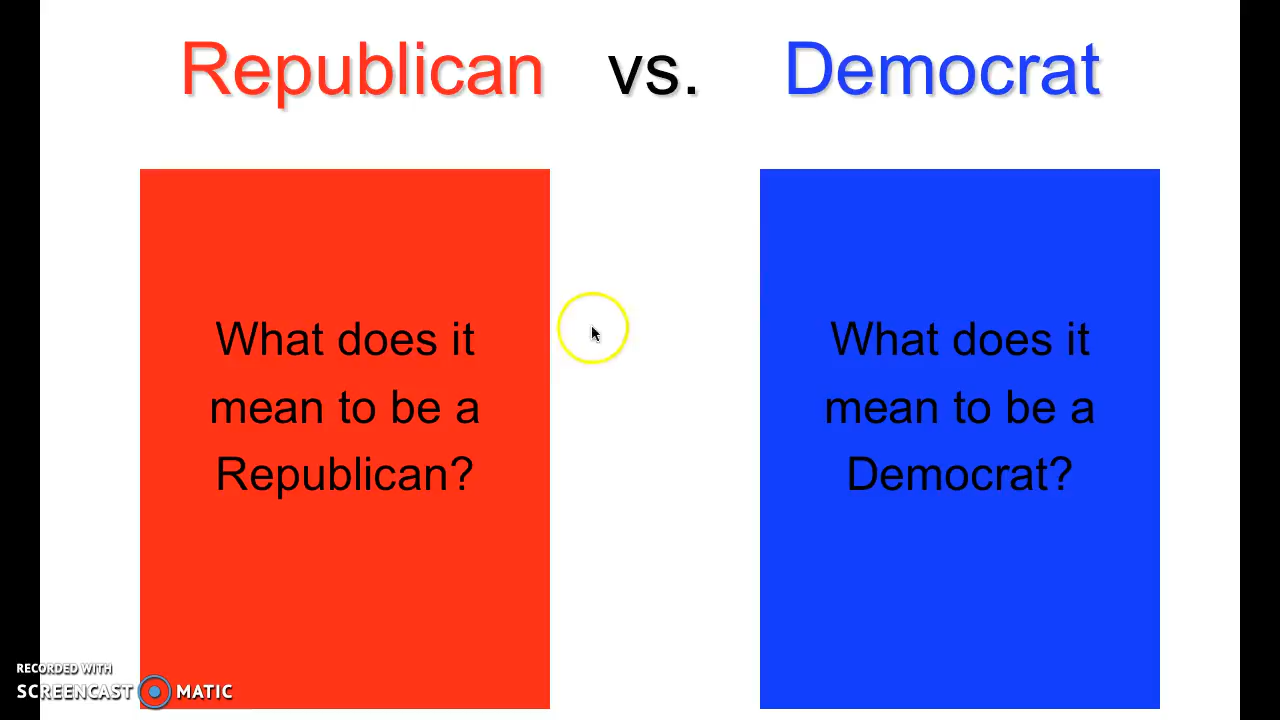 Republican vs. Democrat
What does it
mean to be a
Republican?
What does it
mean to be a
Democrat?
RECORDED WITH
SCREENCAST MATIC